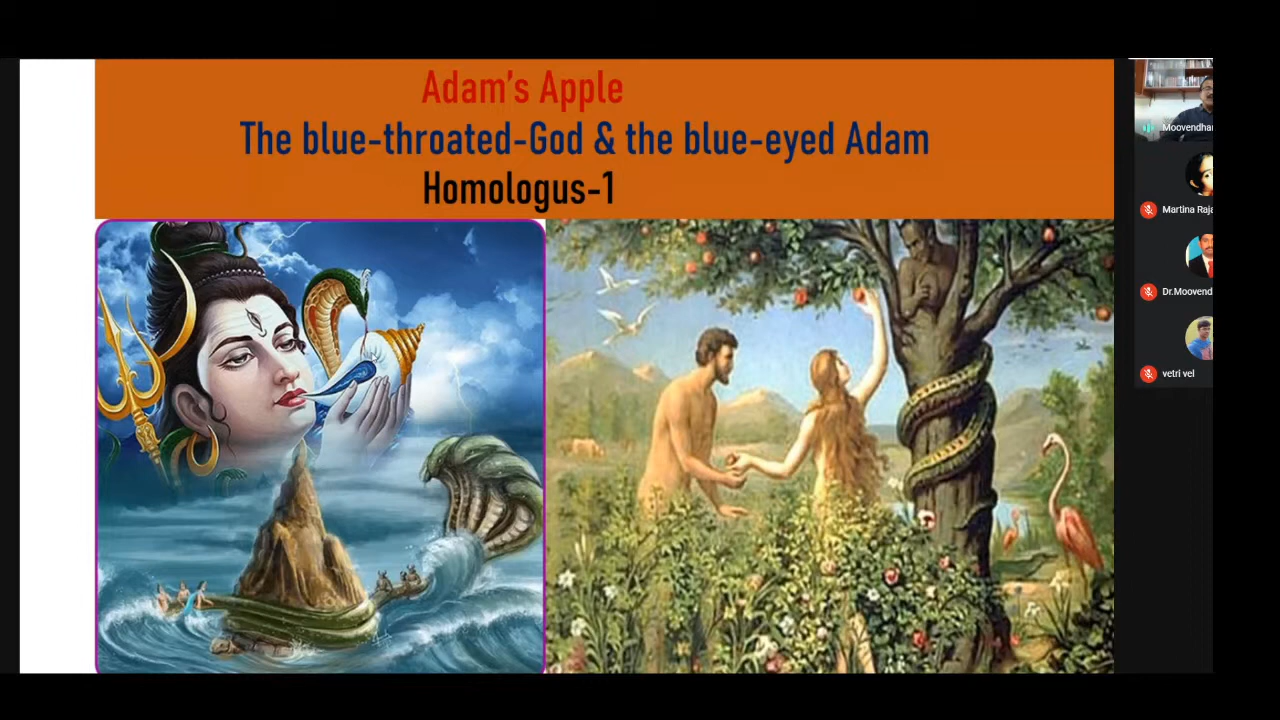 Adam's Apple
The blue-throated-God & the blue-eyed Adam
Homologus-1
Moovendhar
Martina Raja
Dr.Moovend
vetri vel